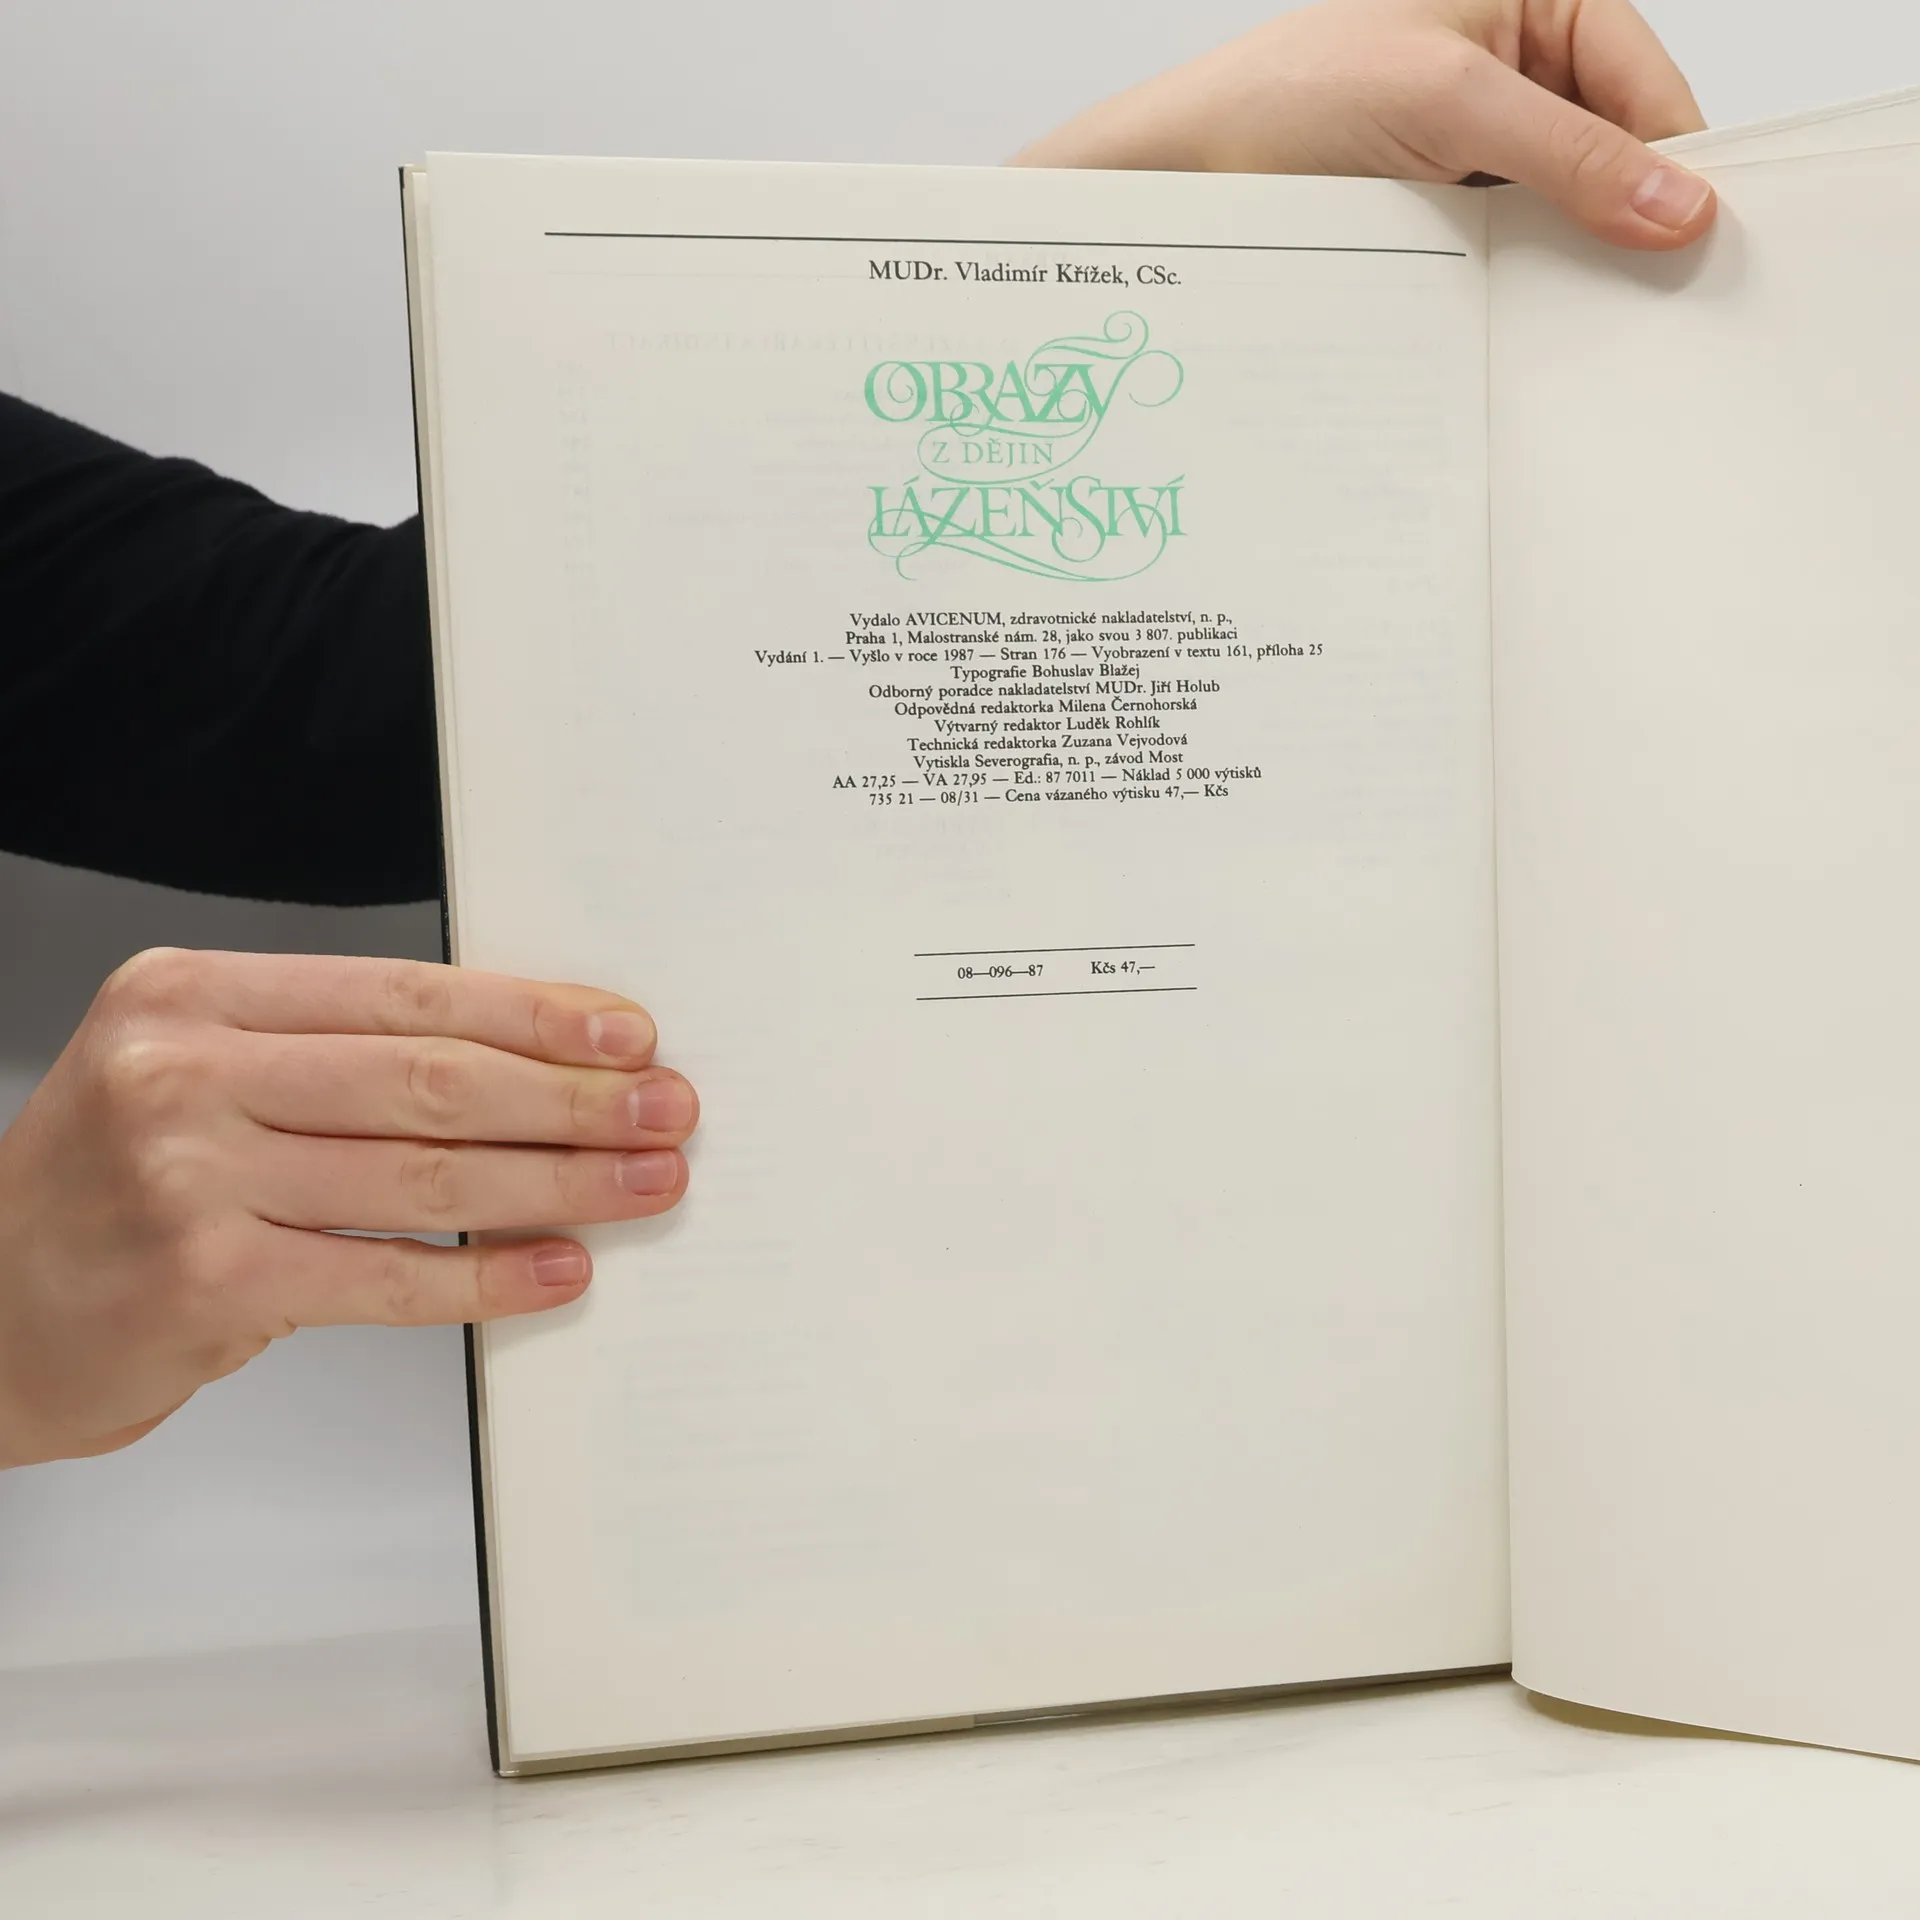 MUDr. Vladimír Křížek, CSc.
OBRAZY
Z DĚJIN
LÁZEŇSTVÍ
Vydalo AVICENUM, zdravotnické nakladatelství, n. p.,
Praha 1, Malostranské nám. 28, jako svou 3 807. publikaci
Vydání 1. — Vyšlo v roce 1987 — Stran 176 — Vyobrazení v textu 161, příloha 25
Typografie Bohuslav Blažej
Odborný poradce nakladatelství MUDr. Jiří Holub
Odpovědná redaktorka Milena Černohorská
Výtvarný redaktor Luděk Rohlík
Technická redaktorka Zuzana Vejvodová
Vytiskla Severografia, n. p., závod Most
AA 27,25 — VA 27,95 — Ed.: 87 7011 — Náklad 5 000 výtisků
735 21 — 08/31 — Cena vázaného výtisku 47,— Kčs
08—096—87 Kčs 47,—